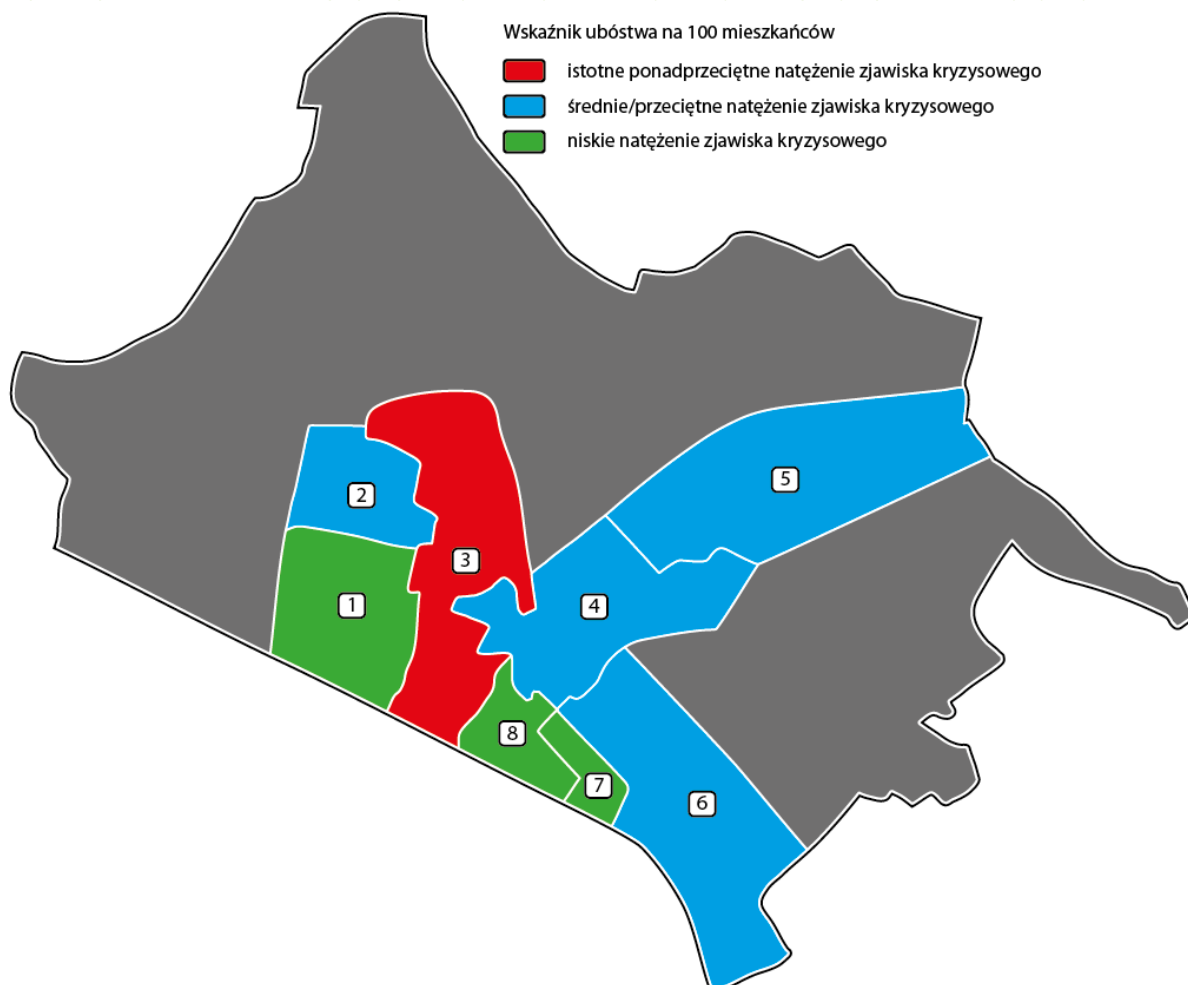 Wskaźnik ubóstwa na 100 mieszkańców
istotne ponadprzeciętne natężenie zjawiska kryzysowego
średnie/przeciętne natężenie zjawiska kryzysowego
niskie natężenie zjawiska kryzysowego
5
2
3
1
4
8
7
6